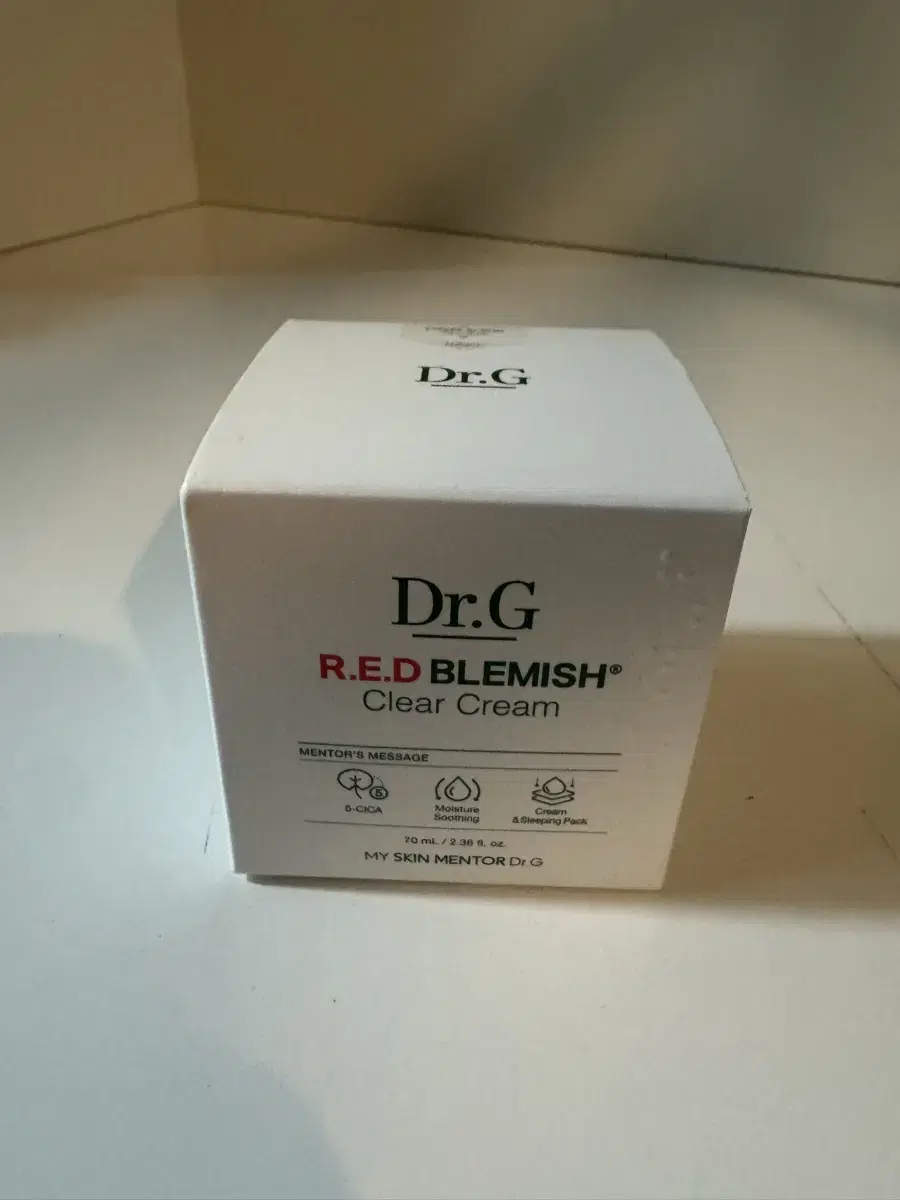 Dr.G
Dr.G
R.E.D BLEMISH®
Clear Cream
MENTOR'S MESSAGE
5
5-CICA
Moisture
Soothing
Cream
& Sleeping Pack
70 mL / 2.36 fl. oz.
MY SKIN MENTOR Dr.G